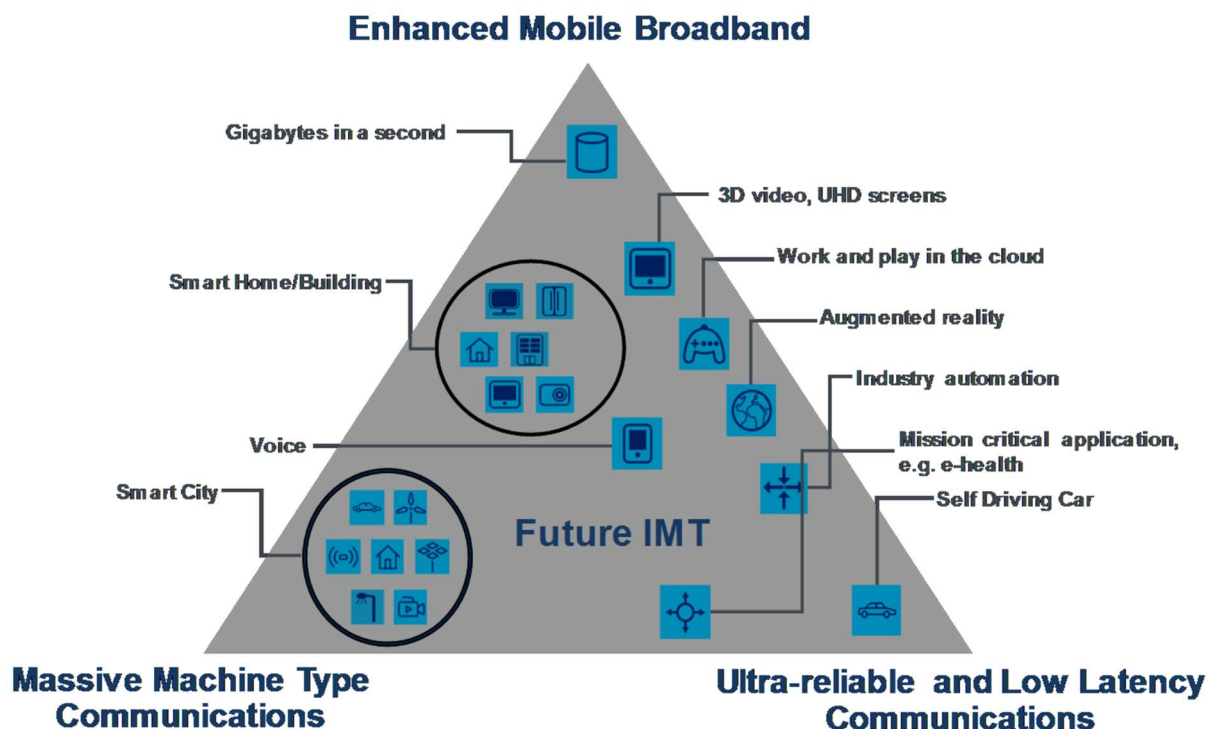 Enhanced Mobile Broadband
Gigabytes in a second
3D video, UHD screens
Work and play in the cloud
Smart Home/Building
Augmented reality
Industry automation
Voice
Mission critical application,
e.g. e-health
Smart City
Self Driving Car
Future IMT
Massive Machine Type
Communications
Ultra-reliable and Low Latency
Communications